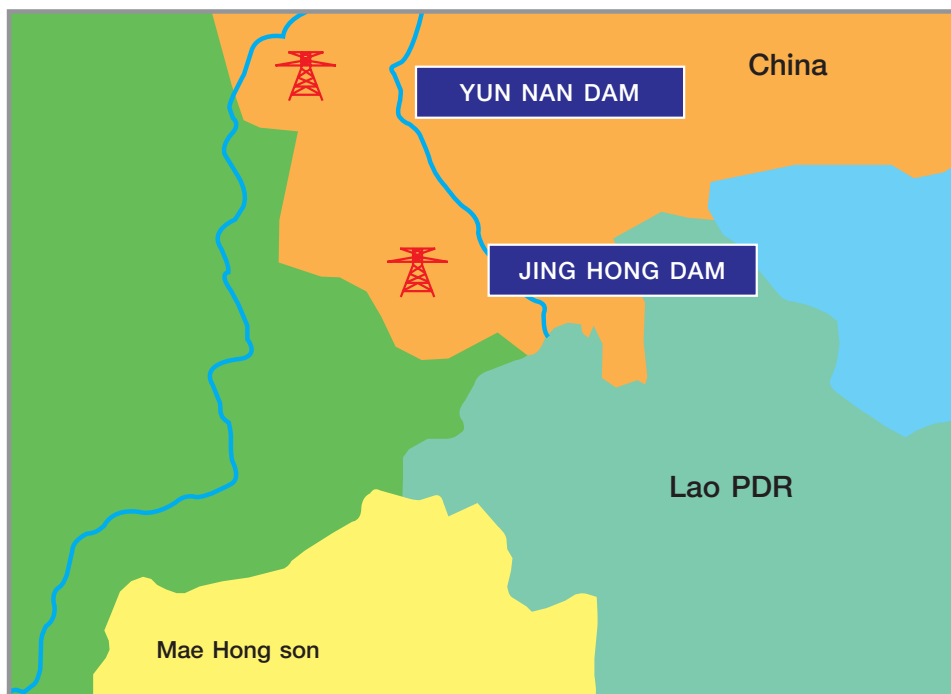 China
YUN NAN DAM
JING HONG DAM
Lao PDR
Mae Hong son